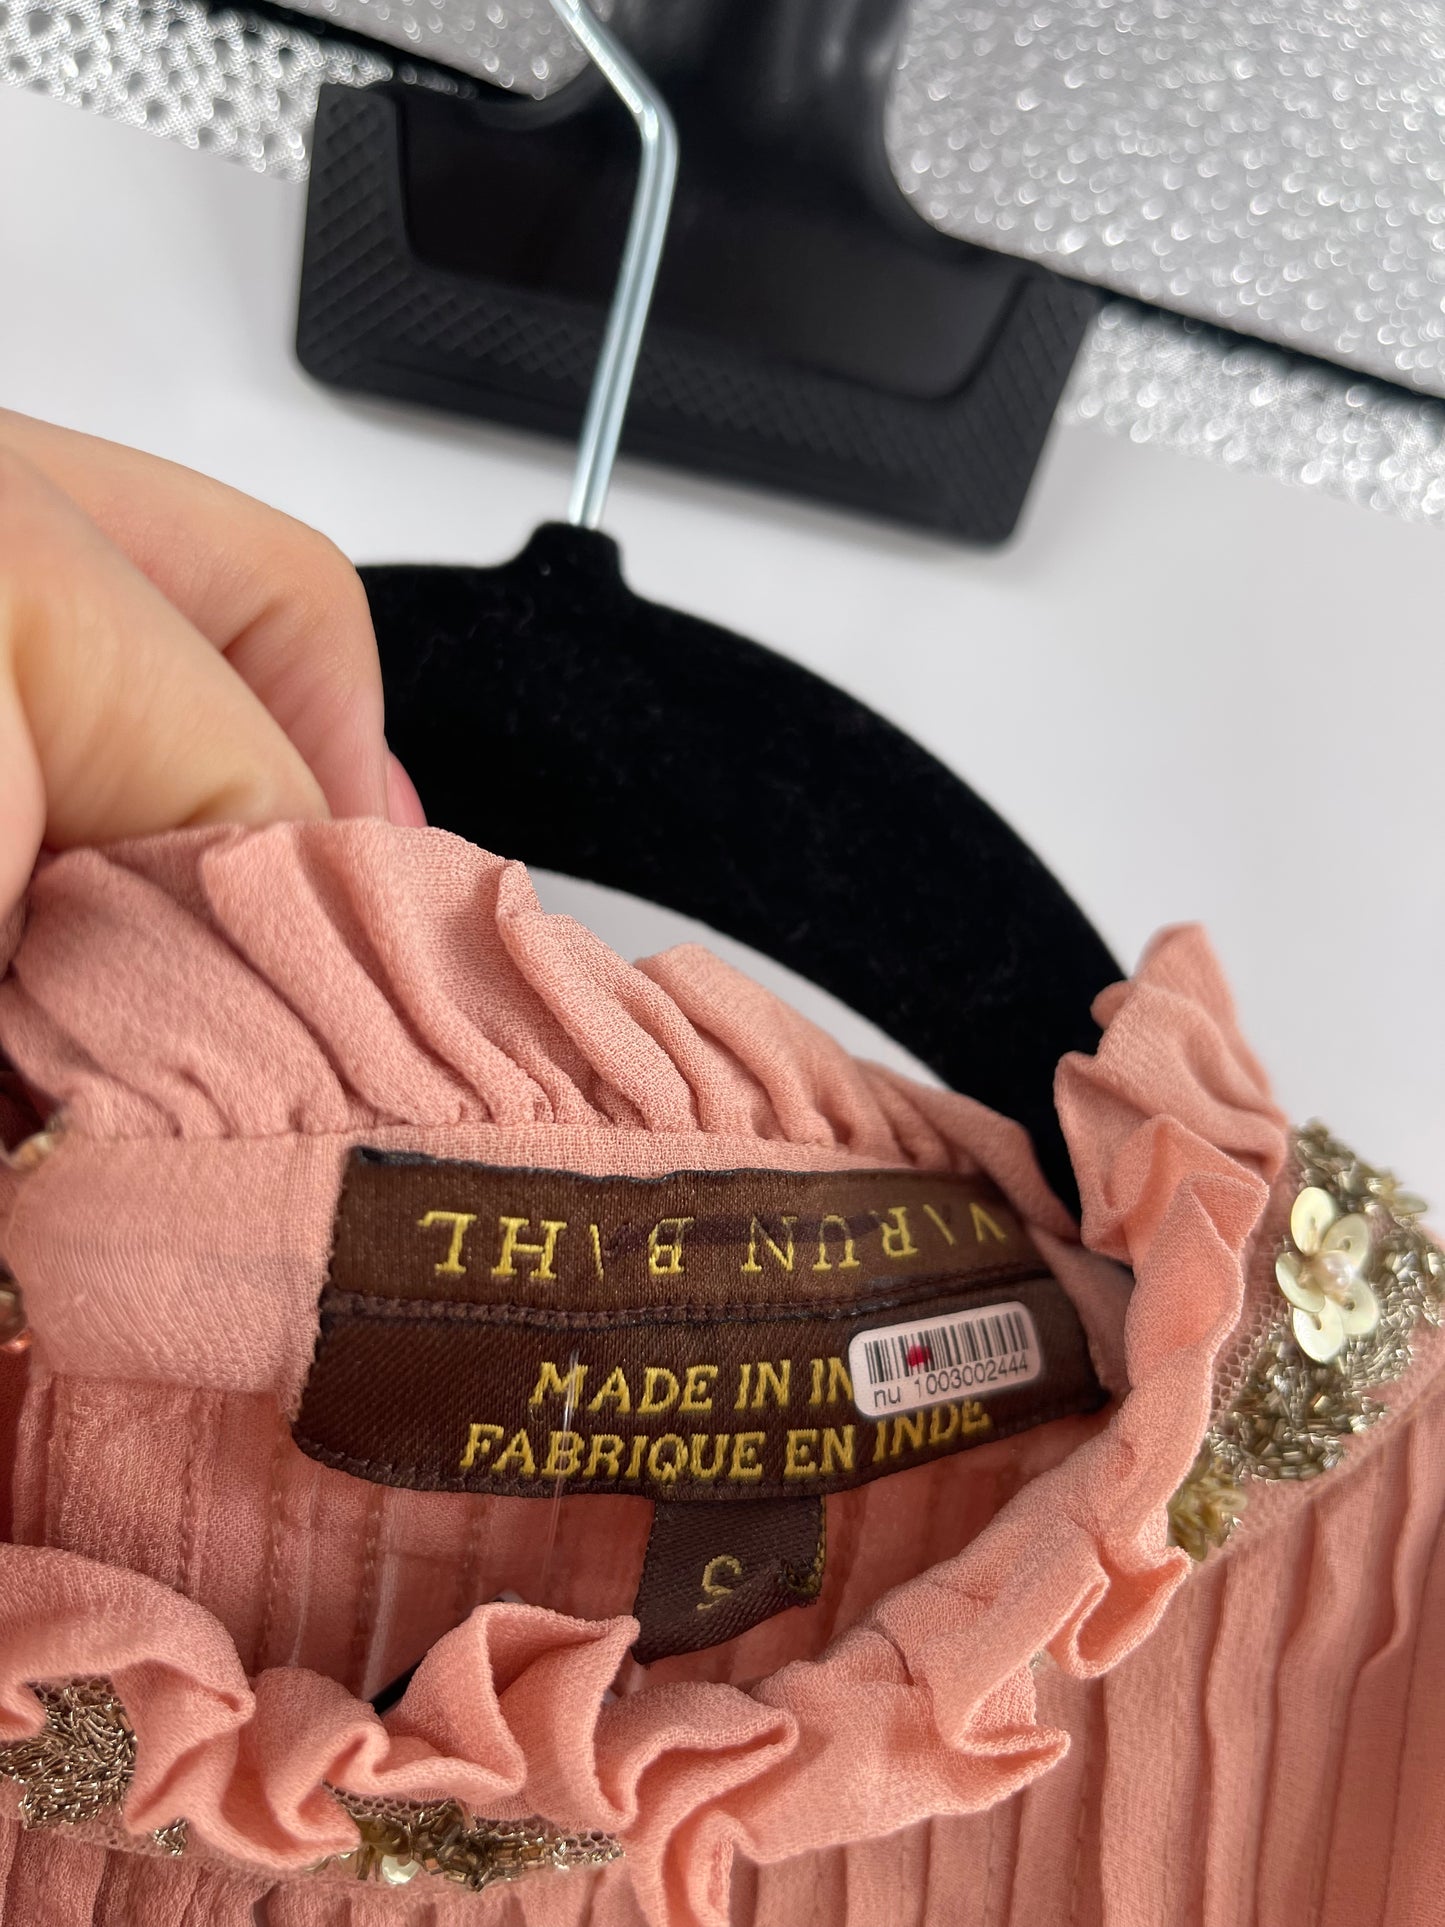 VARUN BAHL
MADE IN IN
FABRIQUE EN INDE
S
nu 1003002444